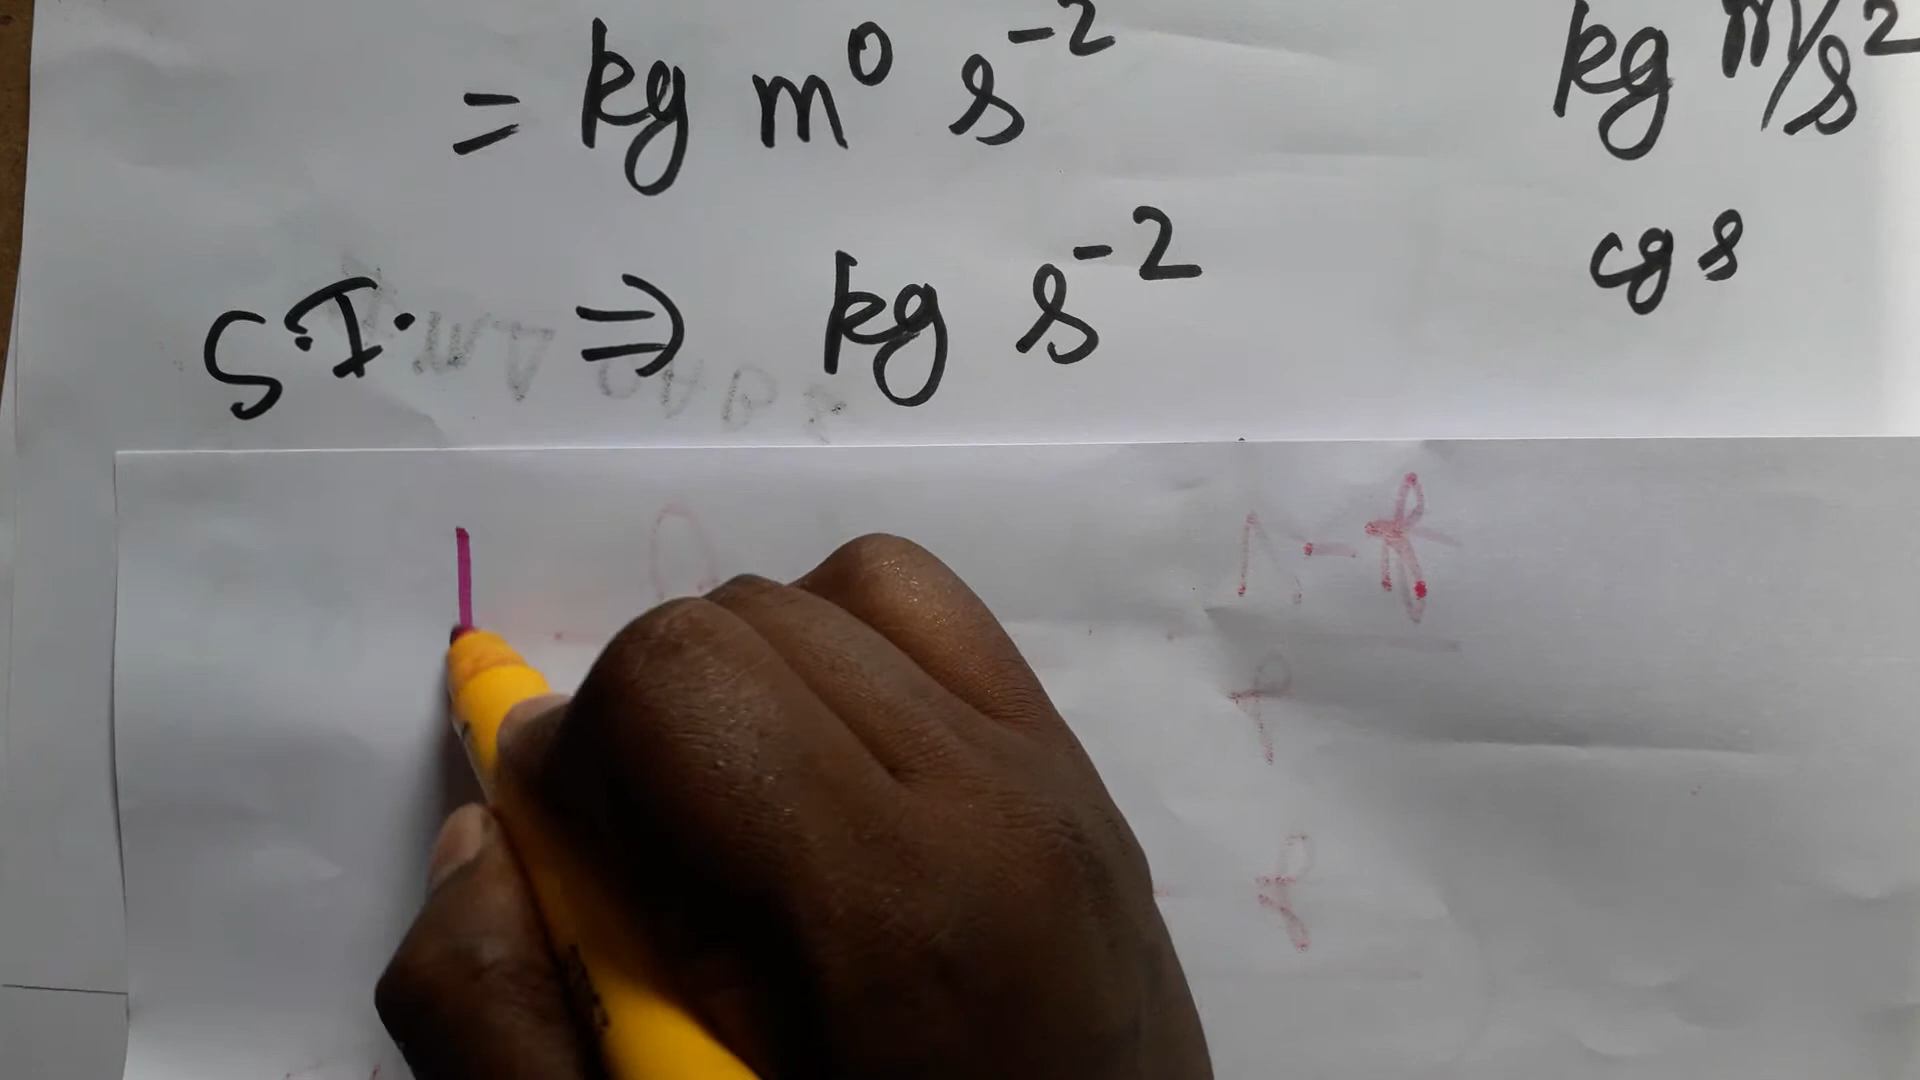 = kg m⁰ s⁻²
kg m/s²
S.I. ⇒ kg s⁻²
cgs